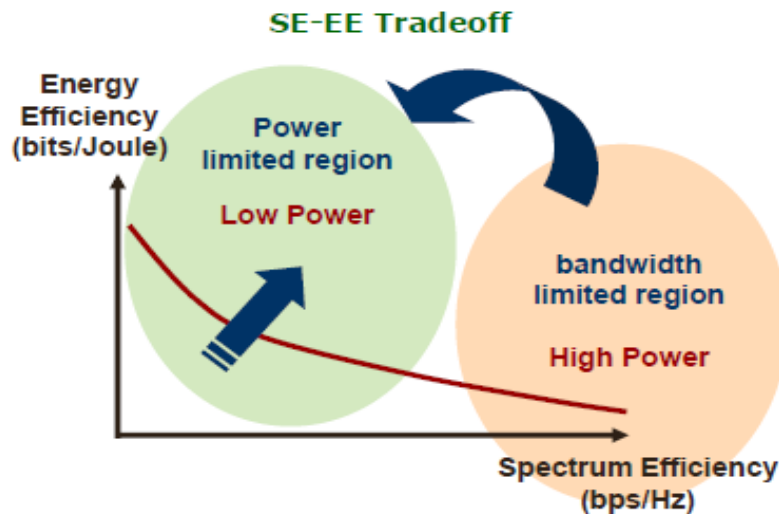 SE-EE Tradeoff
Energy
Efficiency
(bits/Joule)
Power
limited region
Low Power
bandwidth
limited region
High Power
Spectrum Efficiency
(bps/Hz)